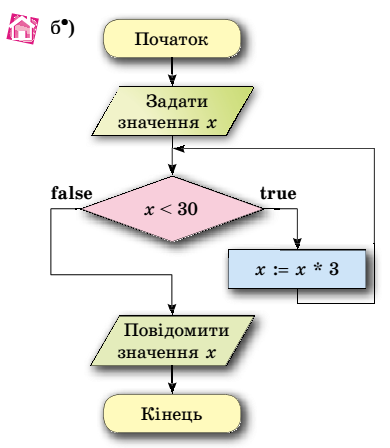 б•)
Початок
Задати
значення x
false
true
x < 30
x := x * 3
Повідомити
значення x
Кінець